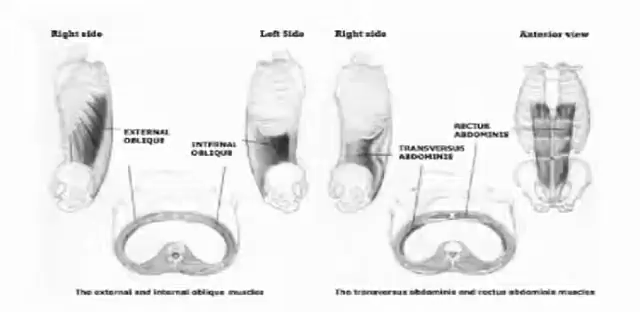 Right side
Left Side
Right side
Anterior view
EXTERNAL
OBLIQUE
INTERNAL
OBLIQUE
TRANSVERSUS
ABDOMINIS
RECTUS
ABDOMINIS
The external and internal oblique muscles
The transversus abdominis and rectus abdominis muscles